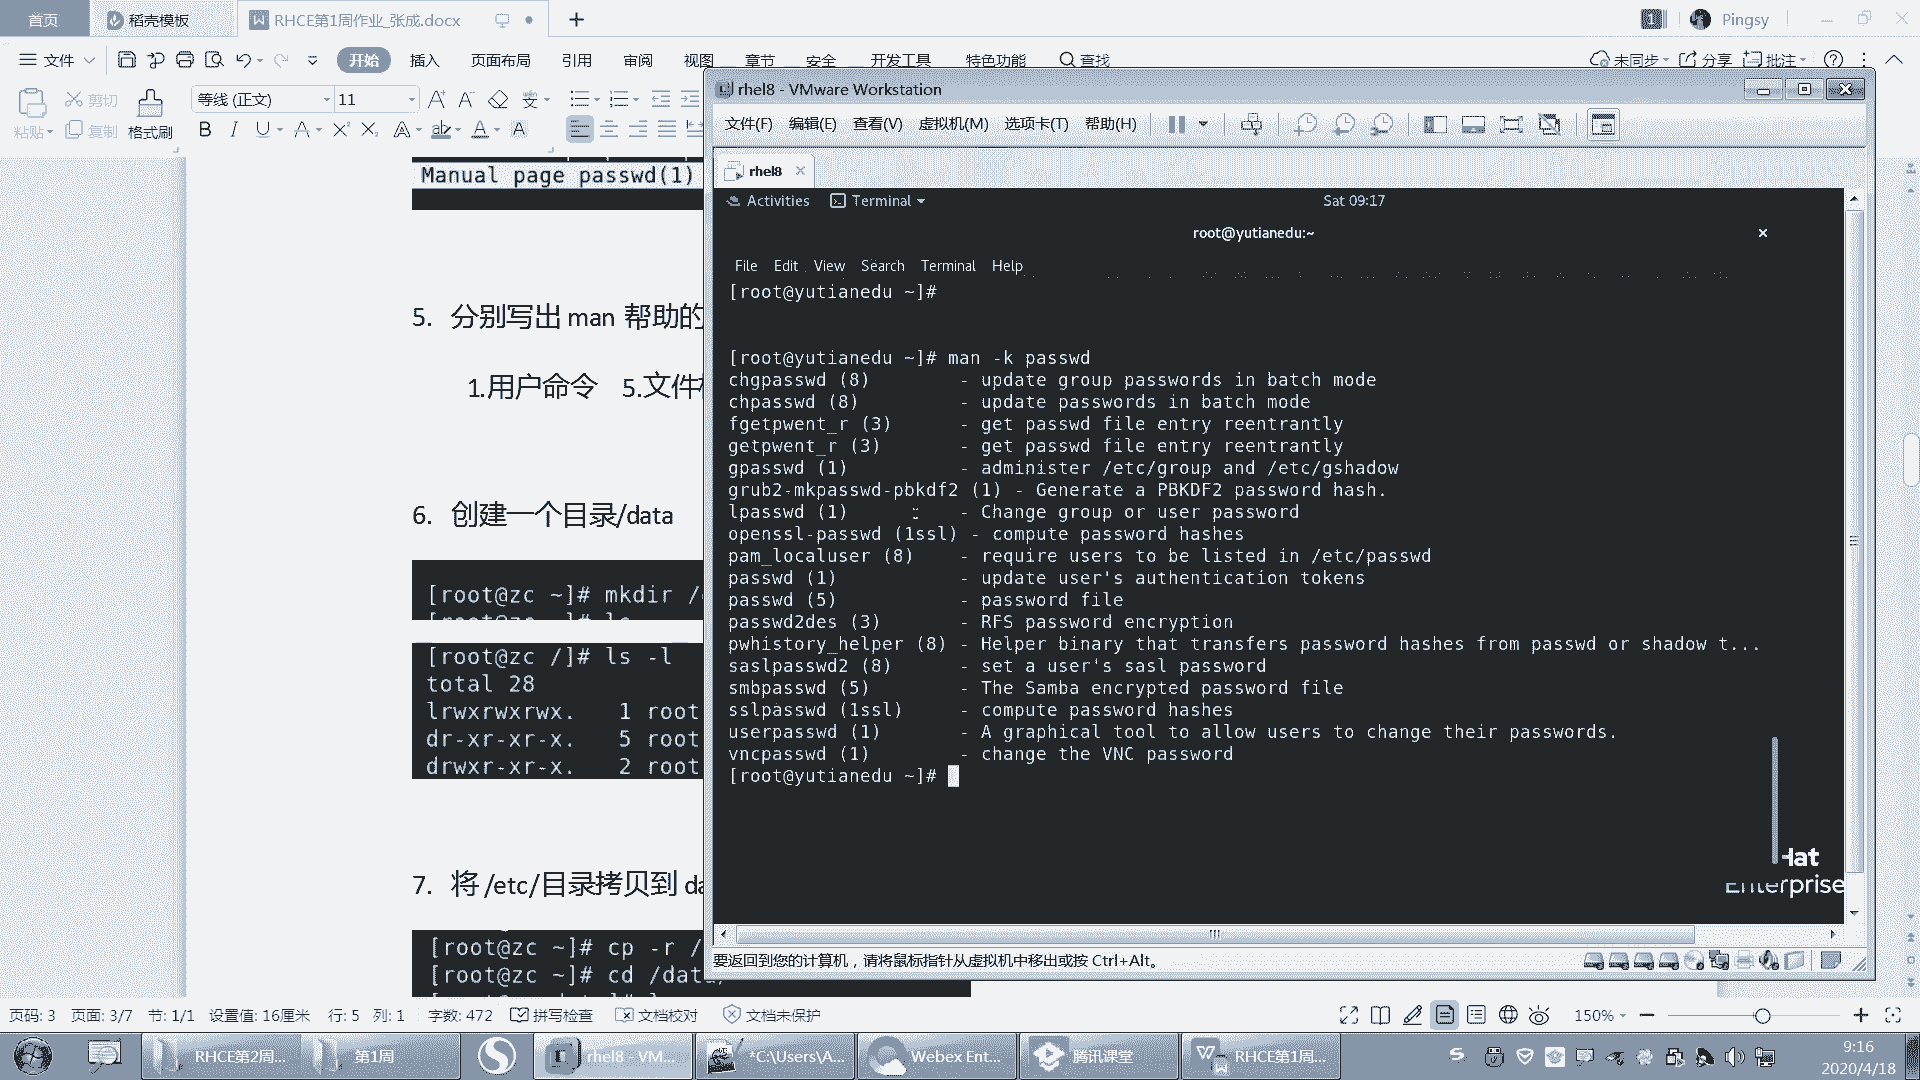 首页
稻壳模板
RHCE第1周作业_张成.docx
1
Pingsy
文件
开始
插入
页面布局
引用
审阅
视图
章节
安全
开发工具
特色功能
查找
未同步
分享
批注
粘贴
剪切
复制
格式刷
等线 (正文)
11
Manual page passwd(1)
5. 分别写出 man 帮助的
1.用户命令 5.文件
6. 创建一个目录/data
[root@zc ~]# mkdir /
[root@zc /]# ls -l
total 28
lrwxrwxrwx. 1 root
dr-xr-xr-x. 5 root
drwxr-xr-x. 2 root
7. 将 /etc/目录拷贝到 da
[root@zc ~]# cp -r /
[root@zc ~]# cd /data/
rhel8 - VMware Workstation
文件(F) 编辑(E) 查看(V) 虚拟机(M) 选项卡(T) 帮助(H)
rhel8
Activities
Terminal
Sat 09:17
root@yutianedu:~
File Edit View Search Terminal Help
[root@yutianedu ~]#
[root@yutianedu ~]# man -k passwd
chgpasswd (8) - update group passwords in batch mode
chpasswd (8) - update passwords in batch mode
fgetpwent_r (3) - get passwd file entry reentrantly
getpwent_r (3) - get passwd file entry reentrantly
gpasswd (1) - administer /etc/group and /etc/gshadow
grub2-mkpasswd-pbkdf2 (1) - Generate a PBKDF2 password hash.
lpasswd (1) - Change group or user password
openssl-passwd (1ssl) - compute password hashes
pam_localuser (8) - require users to be listed in /etc/passwd
passwd (1) - update user's authentication tokens
passwd (5) - password file
passwd2des (3) - RFS password encryption
pwhistory_helper (8) - Helper binary that transfers password hashes from passwd or shadow t...
saslpasswd2 (8) - set a user's sasl password
smbpasswd (5) - The Samba encrypted password file
sslpasswd (1ssl) - compute password hashes
userpasswd (1) - A graphical tool to allow users to change their passwords.
vncpasswd (1) - change the VNC password
[root@yutianedu ~]#
Hat
Enterprise
要返回到您的计算机，请将鼠标指针从虚拟机中移出或按 Ctrl+Alt。
页码: 3 页面: 3/7 节: 1/1 设置值: 16厘米 行: 5 列: 1 字数: 472 拼写检查 文档校对 文档未保护
150%
RHCE第2周...
第1周
rhel8 - VM...
*C:\Users\A...
Webex Ent...
腾讯课堂
RHCE第1周...
9:16
2020/4/18